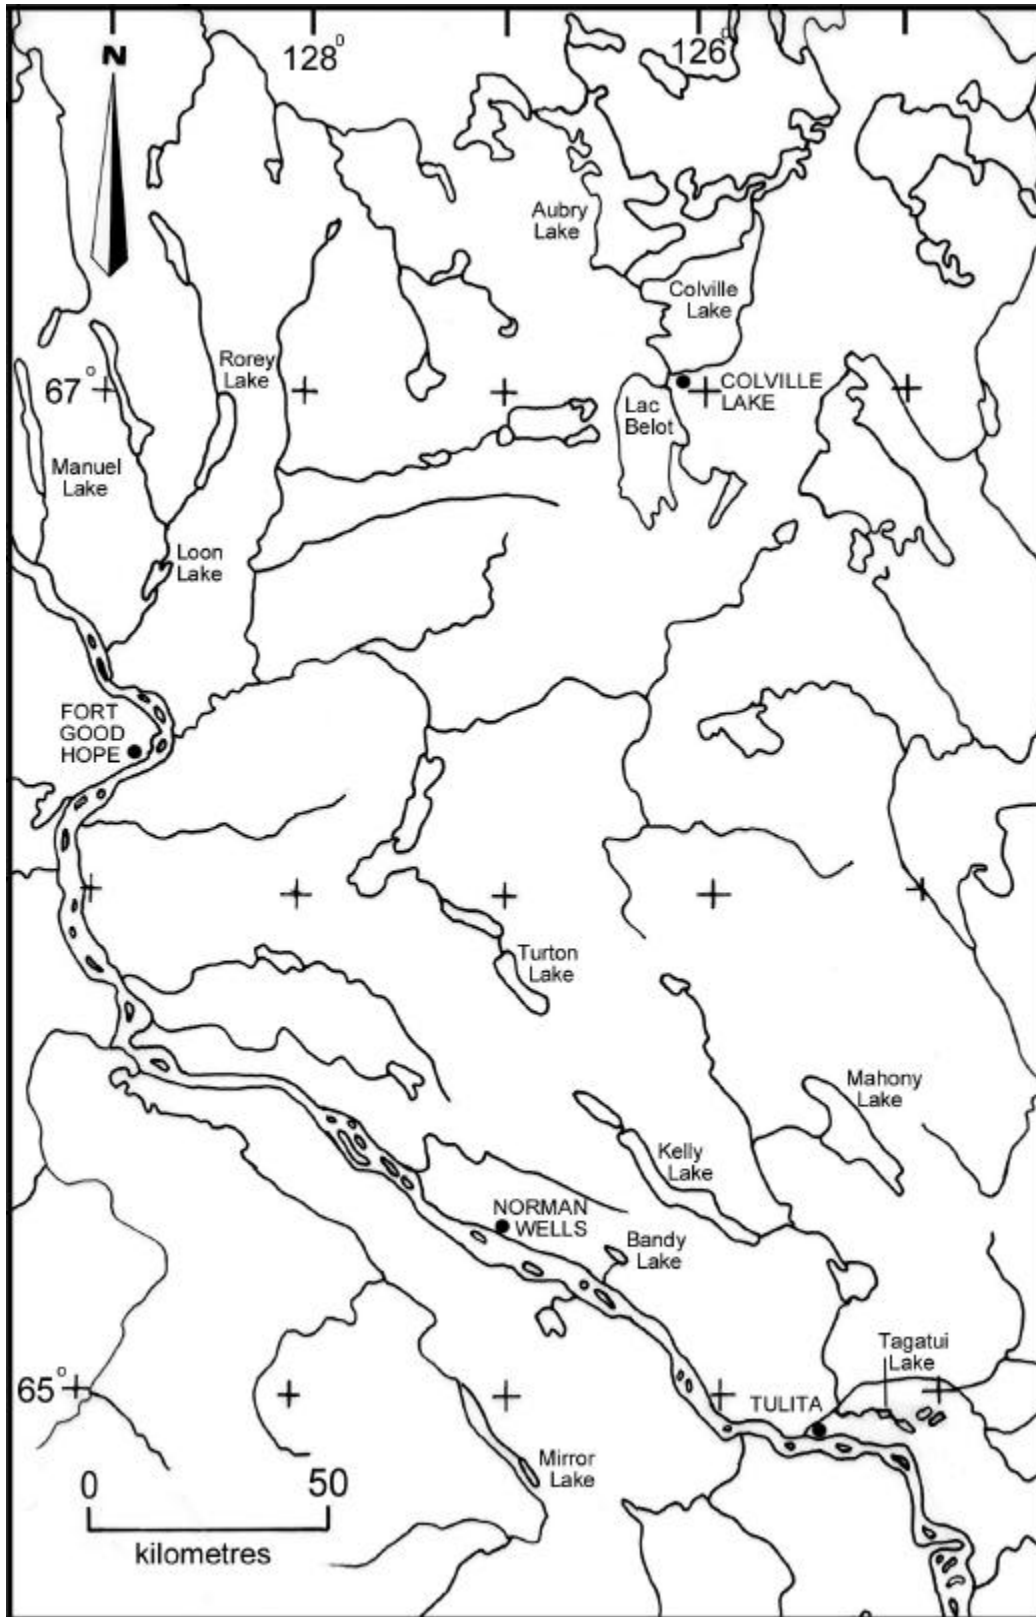 N
128°
126°
Aubry
Lake
Colville
Lake
Rorey
Lake
67°
COLVILLE
LAKE
Lac
Belot
Manuel
Lake
Loon
Lake
FORT
GOOD
HOPE
Turton
Lake
Mahony
Lake
Kelly
Lake
NORMAN
WELLS
Bandy
Lake
Tagatui
Lake
65°
TULITA
Mirror
Lake
0 50
kilometres